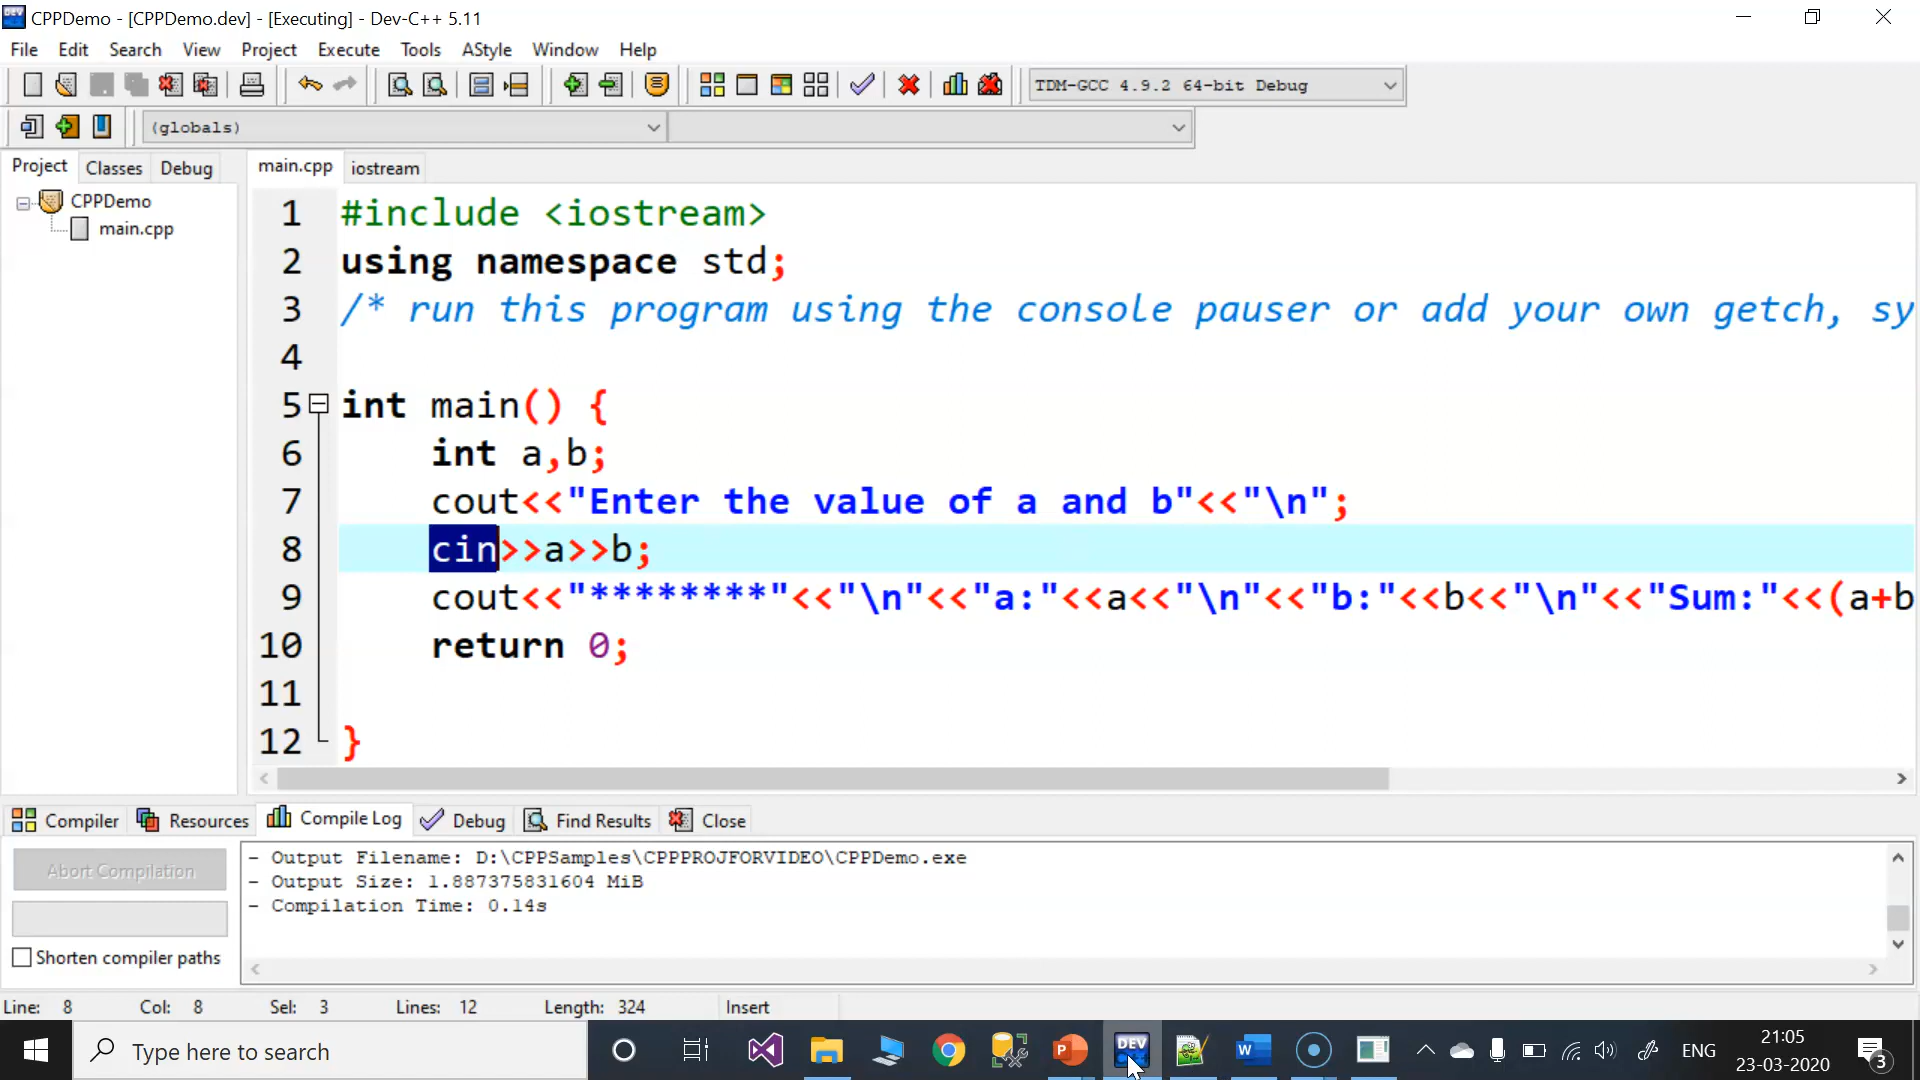 CPPDemo - [CPPDemo.dev] - [Executing] - Dev-C++ 5.11
File Edit Search View Project Execute Tools AStyle Window Help
TDM-GCC 4.9.2 64-bit Debug
(globals)
Project Classes Debug main.cpp iostream
CPPDemo
main.cpp
1 #include <iostream>
2 using namespace std;
3 /* run this program using the console pauser or add your own getch, sy
4
5 int main() {
6 int a,b;
7 cout<<"Enter the value of a and b"<<"\n";
8 cin>>a>>b;
9 cout<<"********"<<"\n"<<"a:"<<a<<"\n"<<"b:"<<b<<"\n"<<"Sum:"<<(a+b
10 return 0;
11
12 }
Compiler Resources Compile Log Debug Find Results Close
Abort Compilation
- Output Filename: D:\CPPSamples\CPPPROJFORVIDEO\CPPDemo.exe
- Output Size: 1.887375831604 MiB
- Compilation Time: 0.14s
Shorten compiler paths
Line: 8 Col: 8 Sel: 3 Lines: 12 Length: 324 Insert
Type here to search
DEV
ENG
21:05
23-03-2020
3